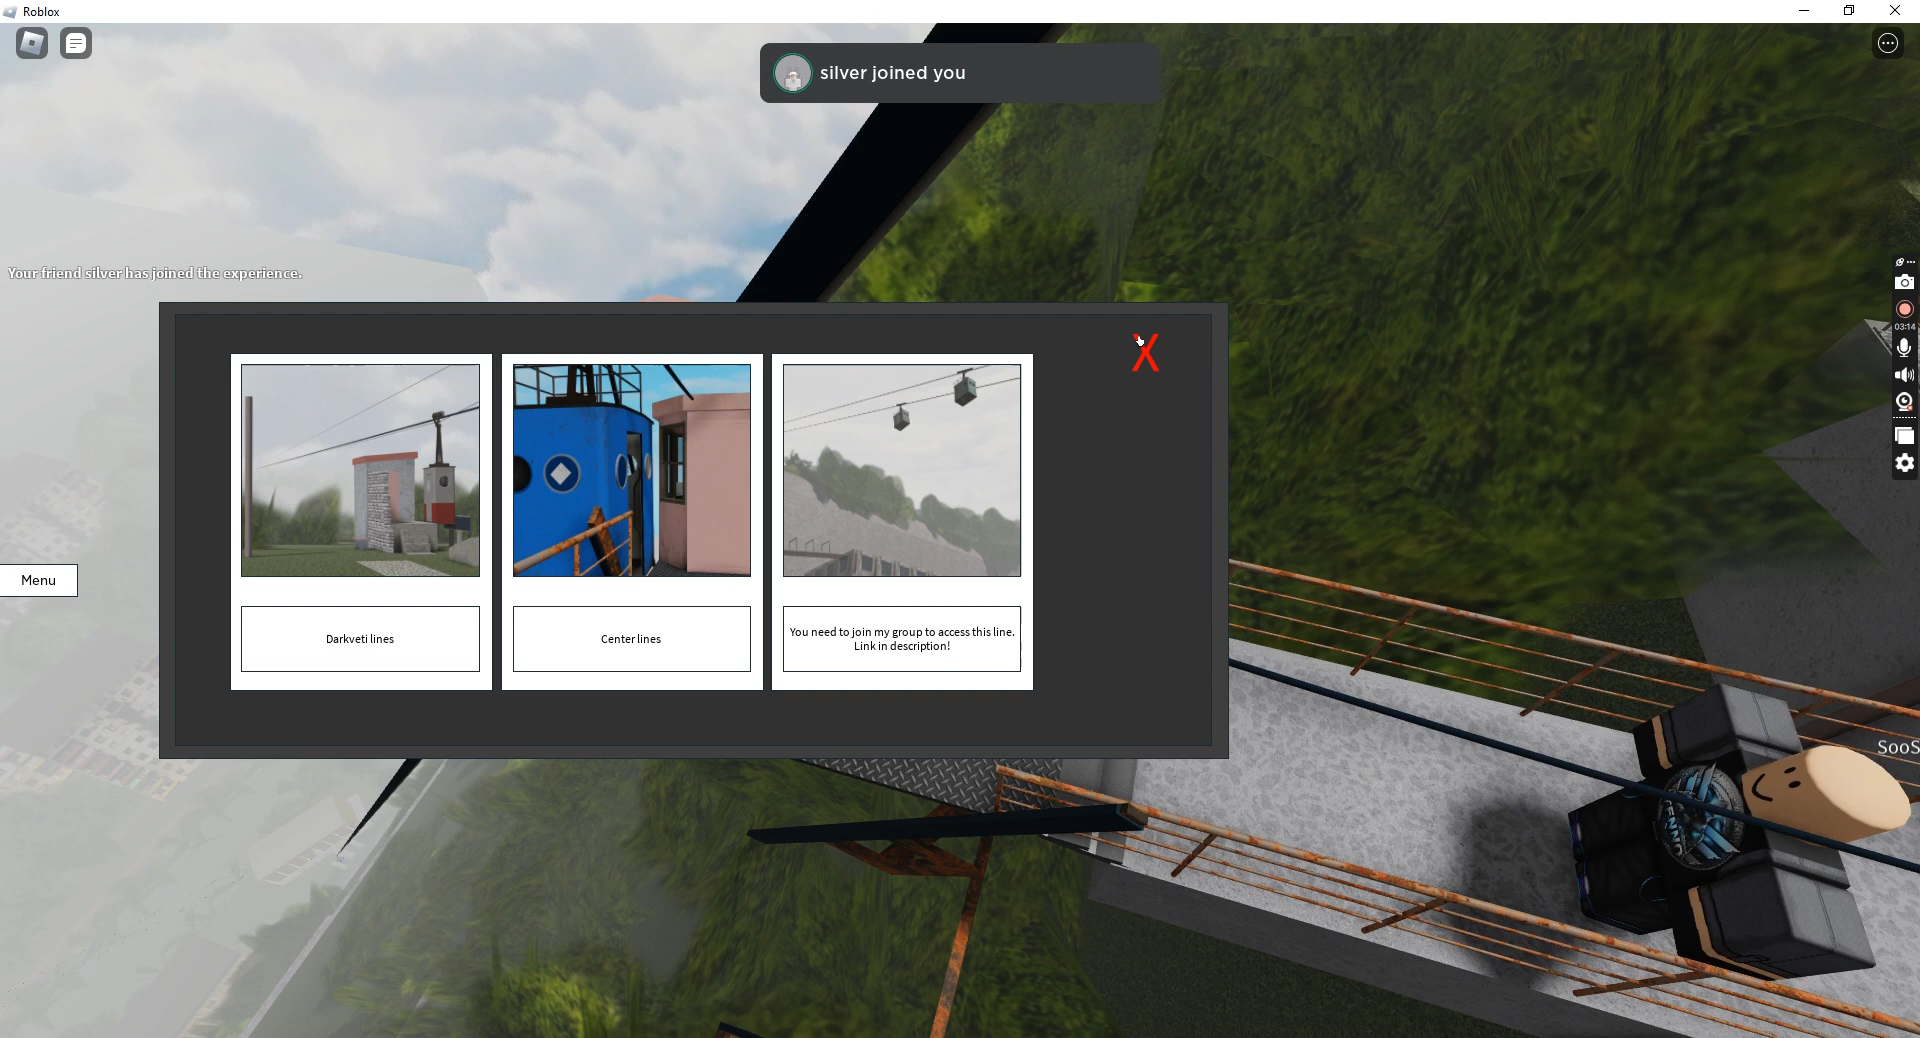 Roblox
silver joined you
Your friend silver has joined the experience.
03:14
Menu
Darkveti lines
Center lines
You need to join my group to access this line.
Link in description!
SooS